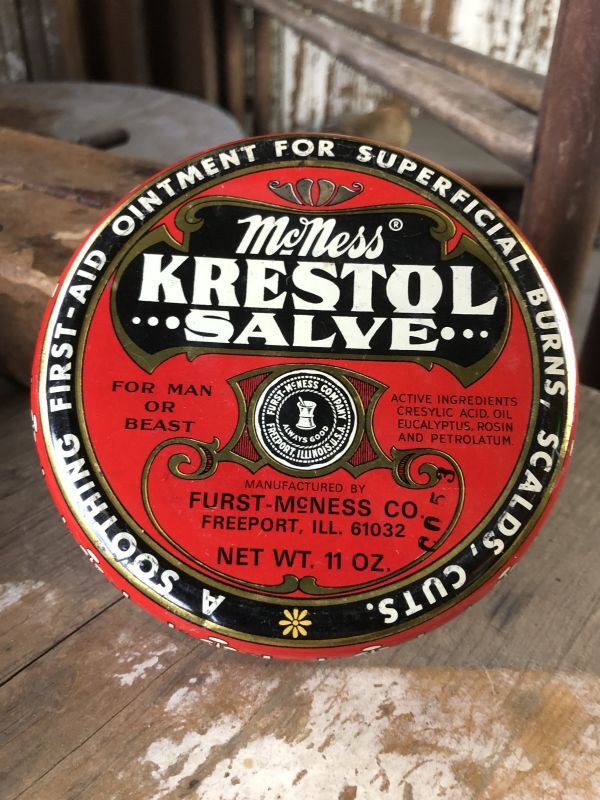 A SOOTHING FIRST-AID OINTMENT FOR SUPERFICIAL BURNS, SCALDS, CUTS.
McNess®
KRESTOL
SALVE
FOR MAN
OR
BEAST
FURST-McNESS COMPANY
ALWAYS GOOD
FREEPORT, ILLINOIS, U.S.A.
ACTIVE INGREDIENTS
CRESYLIC ACID, OIL
EUCALYPTUS, ROSIN
AND PETROLATUM.
MANUFACTURED BY
FURST-McNESS CO.
FREEPORT, ILL. 61032
NET WT. 11 OZ.